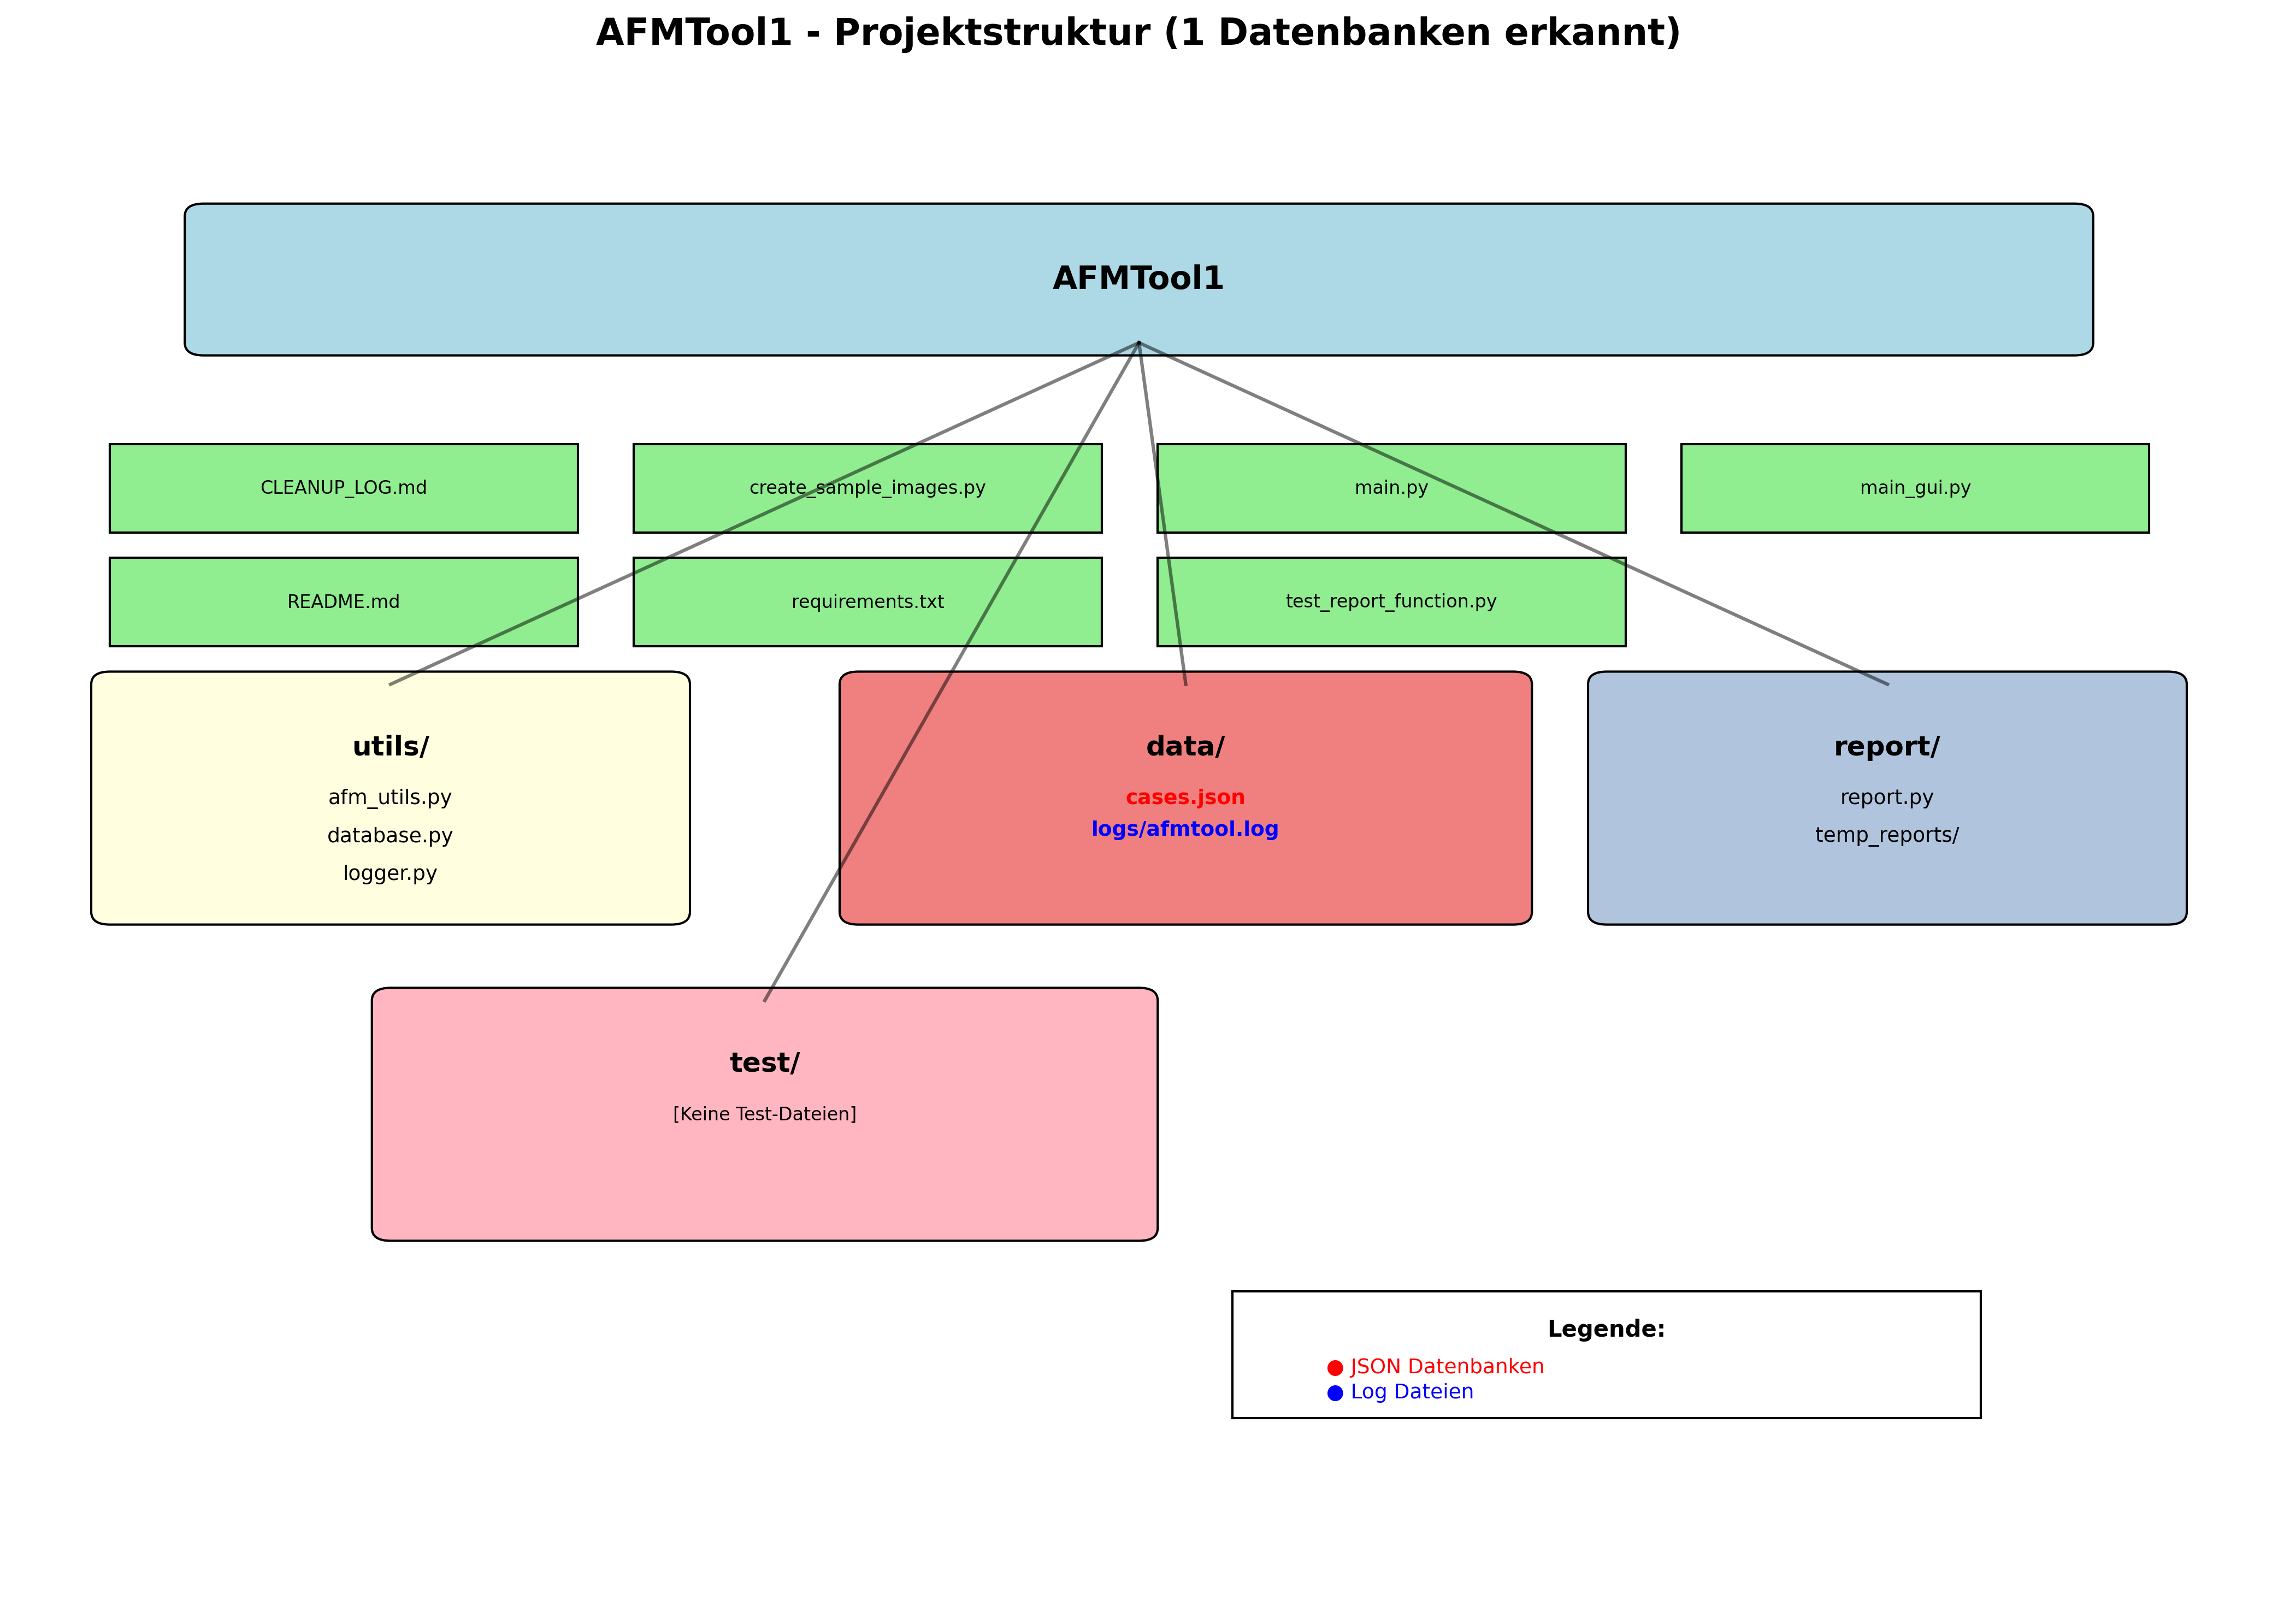 AFMTool1 - Projektstruktur (1 Datenbanken erkannt)
AFMTool1
CLEANUP_LOG.md
create_sample_images.py
main.py
main_gui.py
README.md
requirements.txt
test_report_function.py
utils/
afm_utils.py
database.py
logger.py
data/
cases.json
logs/afmtool.log
report/
report.py
temp_reports/
test/
[Keine Test-Dateien]
Legende:
● JSON Datenbanken
● Log Dateien